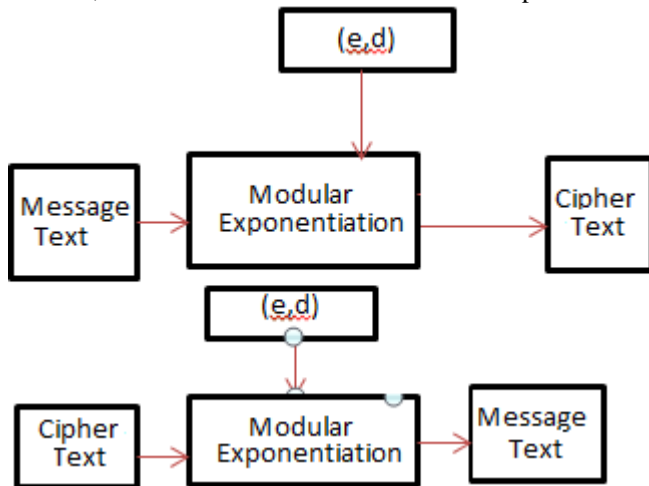 (e,d)
Message
Text
Modular
Exponentiation
Cipher
Text
(e,d)
Cipher
Text
Modular
Exponentiation
Message
Text